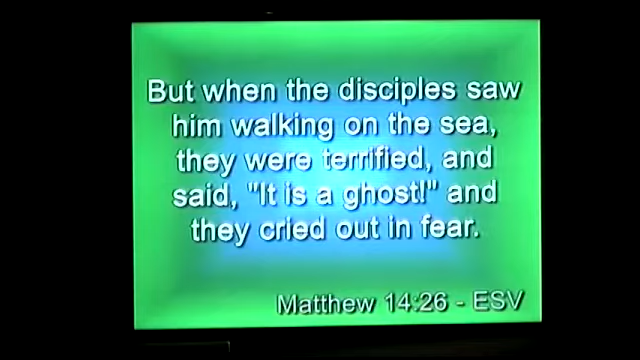 But when the disciples saw
him walking on the sea,
they were terrified, and
said, "It is a ghost!" and
they cried out in fear.
Matthew 14:26 - ESV